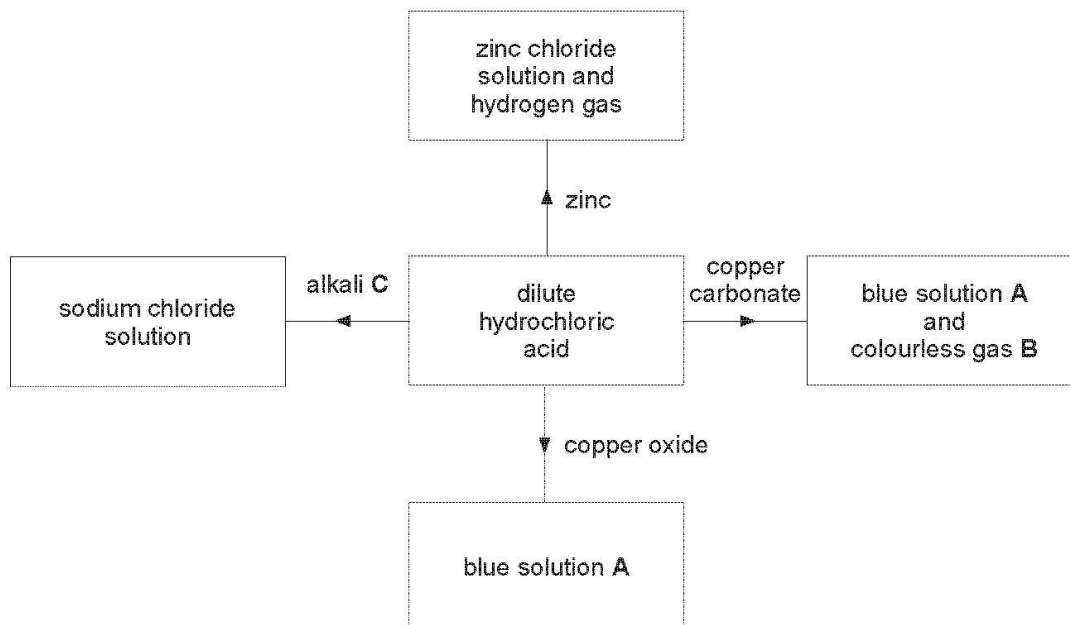 zinc chloride
solution and
hydrogen gas
zinc
sodium chloride
solution
alkali C
dilute
hydrochloric
acid
copper
carbonate
blue solution A
and
colourless gas B
copper oxide
blue solution A